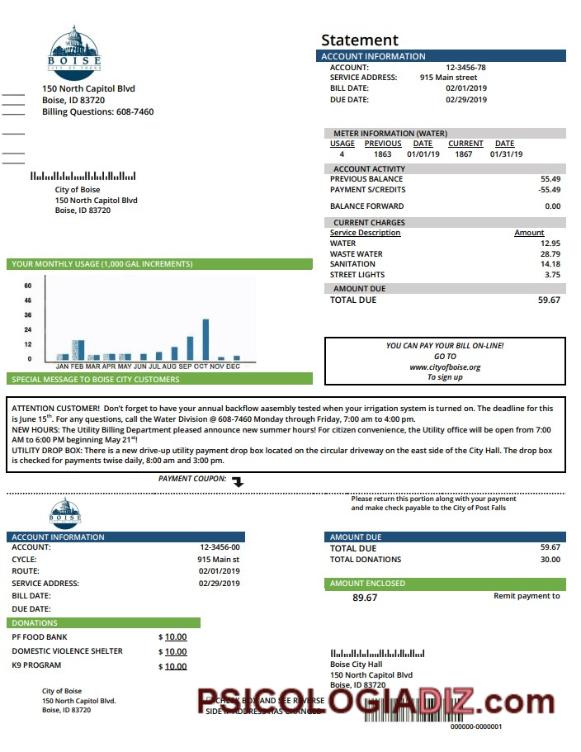 BOISE
CITY OF TREES
150 North Capitol Blvd
Boise, ID 83720
Billing Questions: 608-7460
City of Boise
150 North Capitol Blvd
Boise, ID 83720
Statement
ACCOUNT INFORMATION
ACCOUNT: 12-3456-78
SERVICE ADDRESS: 915 Main street
BILL DATE: 02/01/2019
DUE DATE: 02/29/2019
METER INFORMATION (WATER)
USAGE PREVIOUS DATE CURRENT DATE
4 1863 01/01/19 1867 01/31/19
ACCOUNT ACTIVITY
PREVIOUS BALANCE 55.49
PAYMENT S/CREDITS -55.49
BALANCE FORWARD 0.00
CURRENT CHARGES
Service Description Amount
WATER 12.95
WASTE WATER 28.79
SANITATION 14.18
STREET LIGHTS 3.75
AMOUNT DUE
TOTAL DUE 59.67
YOUR MONTHLY USAGE (1,000 GAL INCREMENTS)
60
48
36
24
12
0
JAN FEB MAR APR MAY JUN JUL AUG SEP OCT NOV DEC
YOU CAN PAY YOUR BILL ON-LINE!
GO TO
www.cityofboise.org
To sign up
SPECIAL MESSAGE TO BOISE CITY CUSTOMERS
ATTENTION CUSTOMER! Don't forget to have your annual backflow aasembly tested when your irrigation system is turned on. The deadline for this
is June 15th. For any questions, call the Water Division @ 608-7460 Monday through Friday, 7:00 am to 4:00 pm.
NEW HOURS: The Utility Billing Department pleased announce new summer hours! For citizen convenience, the Utility office will be open from 7:00
AM to 6:00 PM beginning May 21st!
UTILITY DROP BOX: There is a new drive-up utility payment drop box located on the circular driveway on the east side of the City Hall. The drop box
is checked for payments twise daily, 8:00 am and 3:00 pm.
PAYMENT COUPON:
Please return this portion along with your payment
and make check payable to the City of Post Falls
BOISE
ACCOUNT INFORMATION
ACCOUNT: 12-3456-00
CYCLE: 915 Main st
ROUTE: 02/01/2019
SERVICE ADDRESS: 02/29/2019
BILL DATE:
DUE DATE:
DONATIONS
PF FOOD BANK $ 10.00
DOMESTIC VIOLENCE SHELTER $ 10.00
K9 PROGRAM $ 10.00
AMOUNT DUE
TOTAL DUE 59.67
TOTAL DONATIONS 30.00
AMOUNT ENCLOSED
89.67 Remit payment to
Boise City Hall
150 North Capitol Blvd
Boise, ID 83720
City of Boise
150 North Capitol Blvd.
Boise, ID 83720
CHECK BOX AND SEE REVERSE
SIDE IF ADDRESS HAS CHANGED
PSICOLOGIADIZ.com
000000-0000001